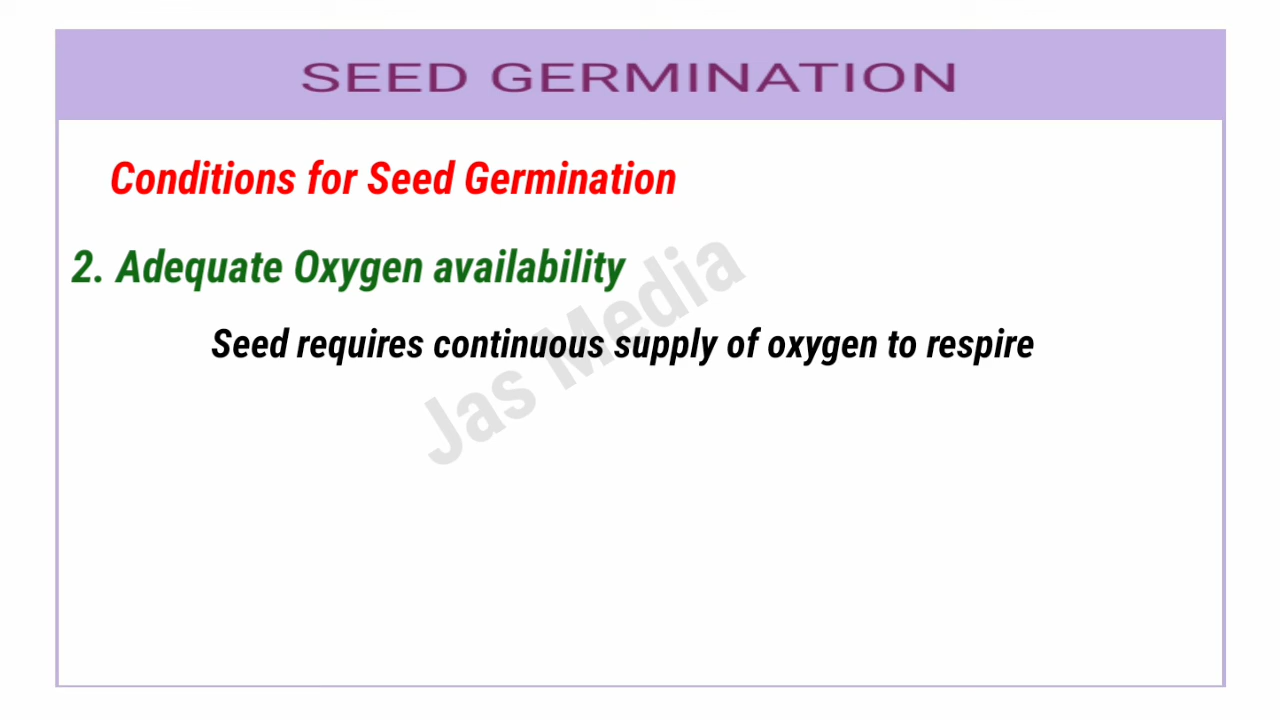 SEED GERMINATION
Conditions for Seed Germination
2. Adequate Oxygen availability
Seed requires continuous supply of oxygen to respire
Jas Media